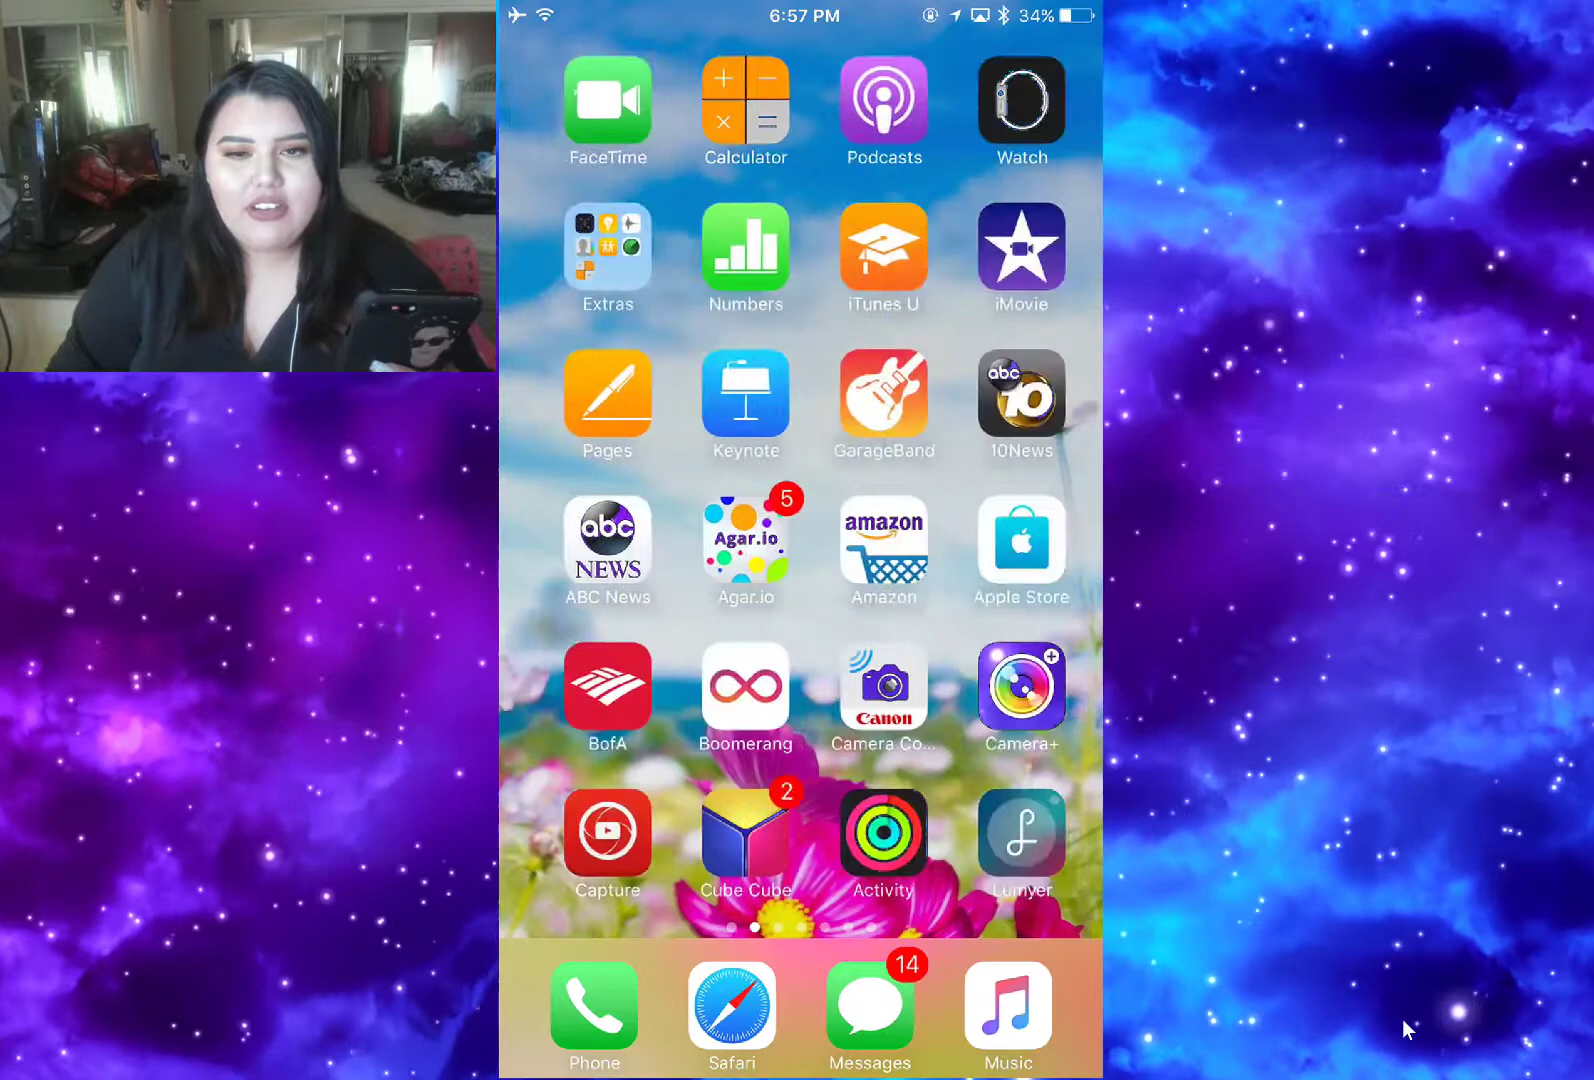 6:57 PM 34%
FaceTime Calculator Podcasts Watch
Extras Numbers iTunes U iMovie
abc
10
Pages Keynote GarageBand 10News
5
abc
NEWS
Agar.io
amazon
ABC News Agar.io Amazon Apple Store
Canon
BofA Boomerang Camera Co... Camera+
2
Capture Cube Cube Activity Lumyer
14
Phone Safari Messages Music